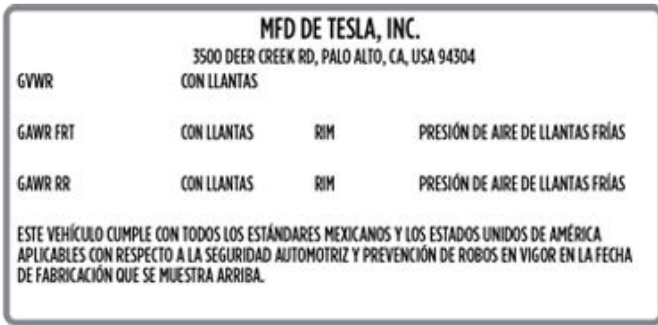 MFD DE TESLA, INC.
3500 DEER CREEK RD, PALO ALTO, CA, USA 94304
GVWR CON LLANTAS
GAWR FRT CON LLANTAS RIM PRESIÓN DE AIRE DE LLANTAS FRÍAS
GAWR RR CON LLANTAS RIM PRESIÓN DE AIRE DE LLANTAS FRÍAS
ESTE VEHÍCULO CUMPLE CON TODOS LOS ESTÁNDARES MEXICANOS Y LOS ESTADOS UNIDOS DE AMÉRICA
APLICABLES CON RESPECTO A LA SEGURIDAD AUTOMOTRIZ Y PREVENCIÓN DE ROBOS EN VIGOR EN LA FECHA
DE FABRICACIÓN QUE SE MUESTRA ARRIBA.